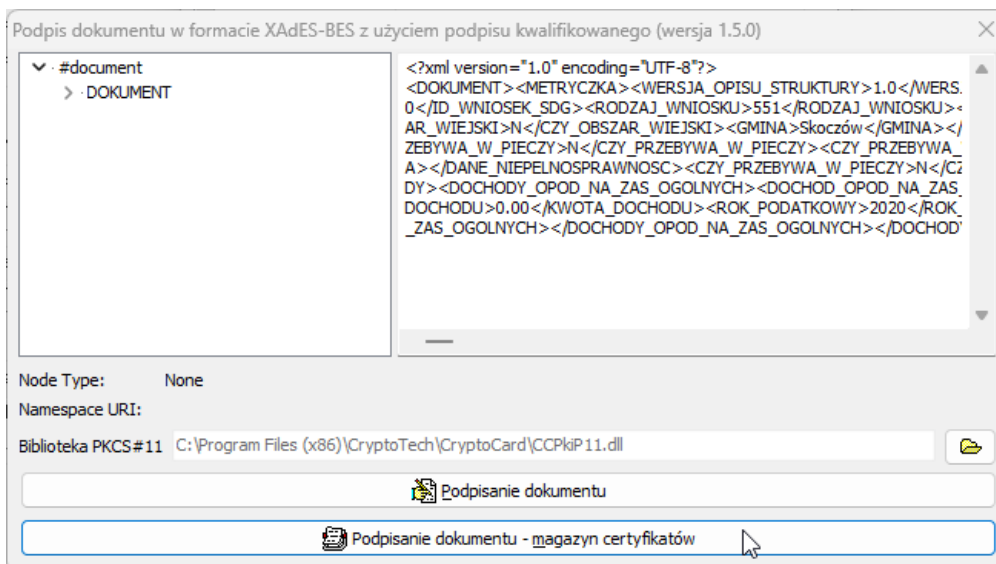 Podpis dokumentu w formacie XAdES-BES z użyciem podpisu kwalifikowanego (wersja 1.5.0)
#document
DOKUMENT
<?xml version="1.0" encoding="UTF-8"?>
<DOKUMENT><METRYCZKA><WERSJA_OPISU_STRUKTURY>1.0</WERS.
0</ID_WNIOSEK_SDG><RODZAJ_WNIOSKU>551</RODZAJ_WNIOSKU><
AR_WIEJSKI>N</CZY_OBSZAR_WIEJSKI><GMINA>Skoczów</GMINA></
ZEBYWA_W_PIECZY>N</CZY_PRZEBYWA_W_PIECZY><CZY_PRZEBYWA_
A></DANE_NIEPELNOSPRAWNOSC><CZY_PRZEBYWA_W_PIECZY>N</CZ
DY><DOCHODY_OPOD_NA_ZAS_OGOLNYCH><DOCHOD_OPOD_NA_ZAS_
DOCHODU>0.00</KWOTA_DOCHODU><ROK_PODATKOWY>2020</ROK_
_ZAS_OGOLNYCH></DOCHODY_OPOD_NA_ZAS_OGOLNYCH></DOCHOD
Node Type: None
Namespace URI:
Biblioteka PKCS#11 C:\Program Files (x86)\CryptoTech\CryptoCard\CCPkiP11.dll
Podpisanie dokumentu
Podpisanie dokumentu - magazyn certyfikatów